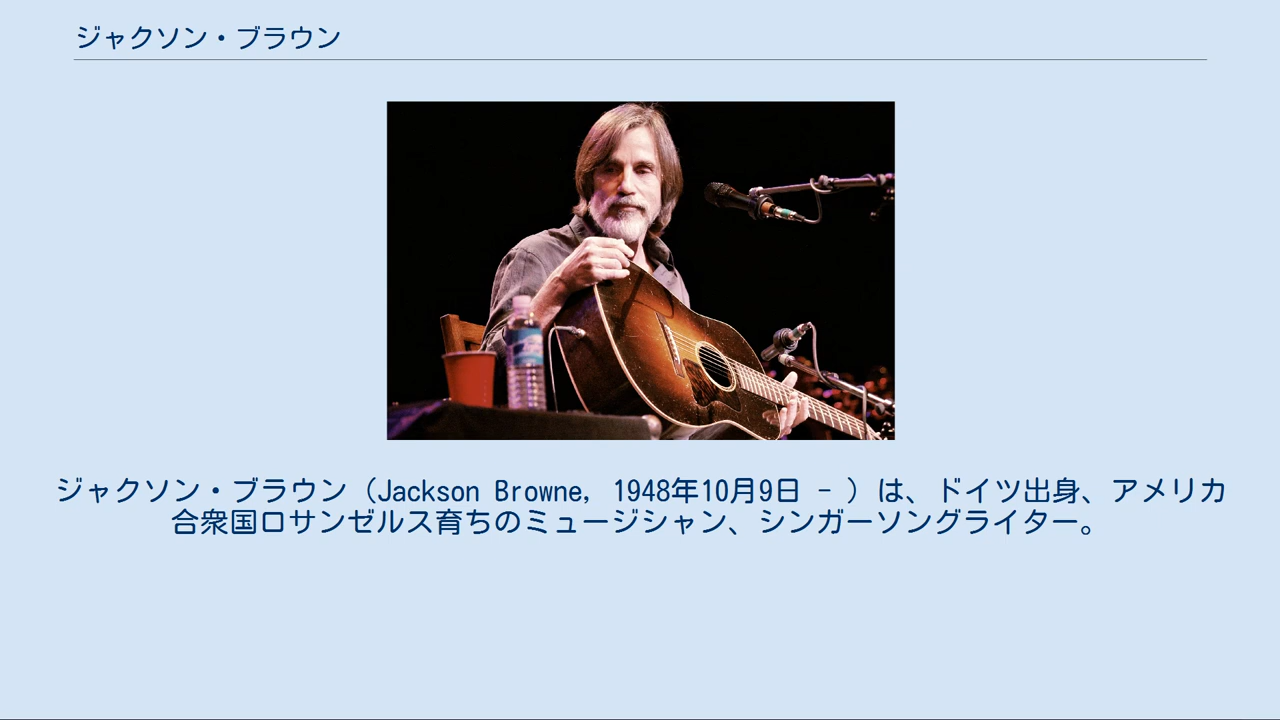 ジャクソン・ブラウン
ジャクソン・ブラウン（Jackson Browne, 1948年10月9日 - ）は、ドイツ出身、アメリカ
合衆国ロサンゼルス育ちのミュージシャン、シンガーソングライター。